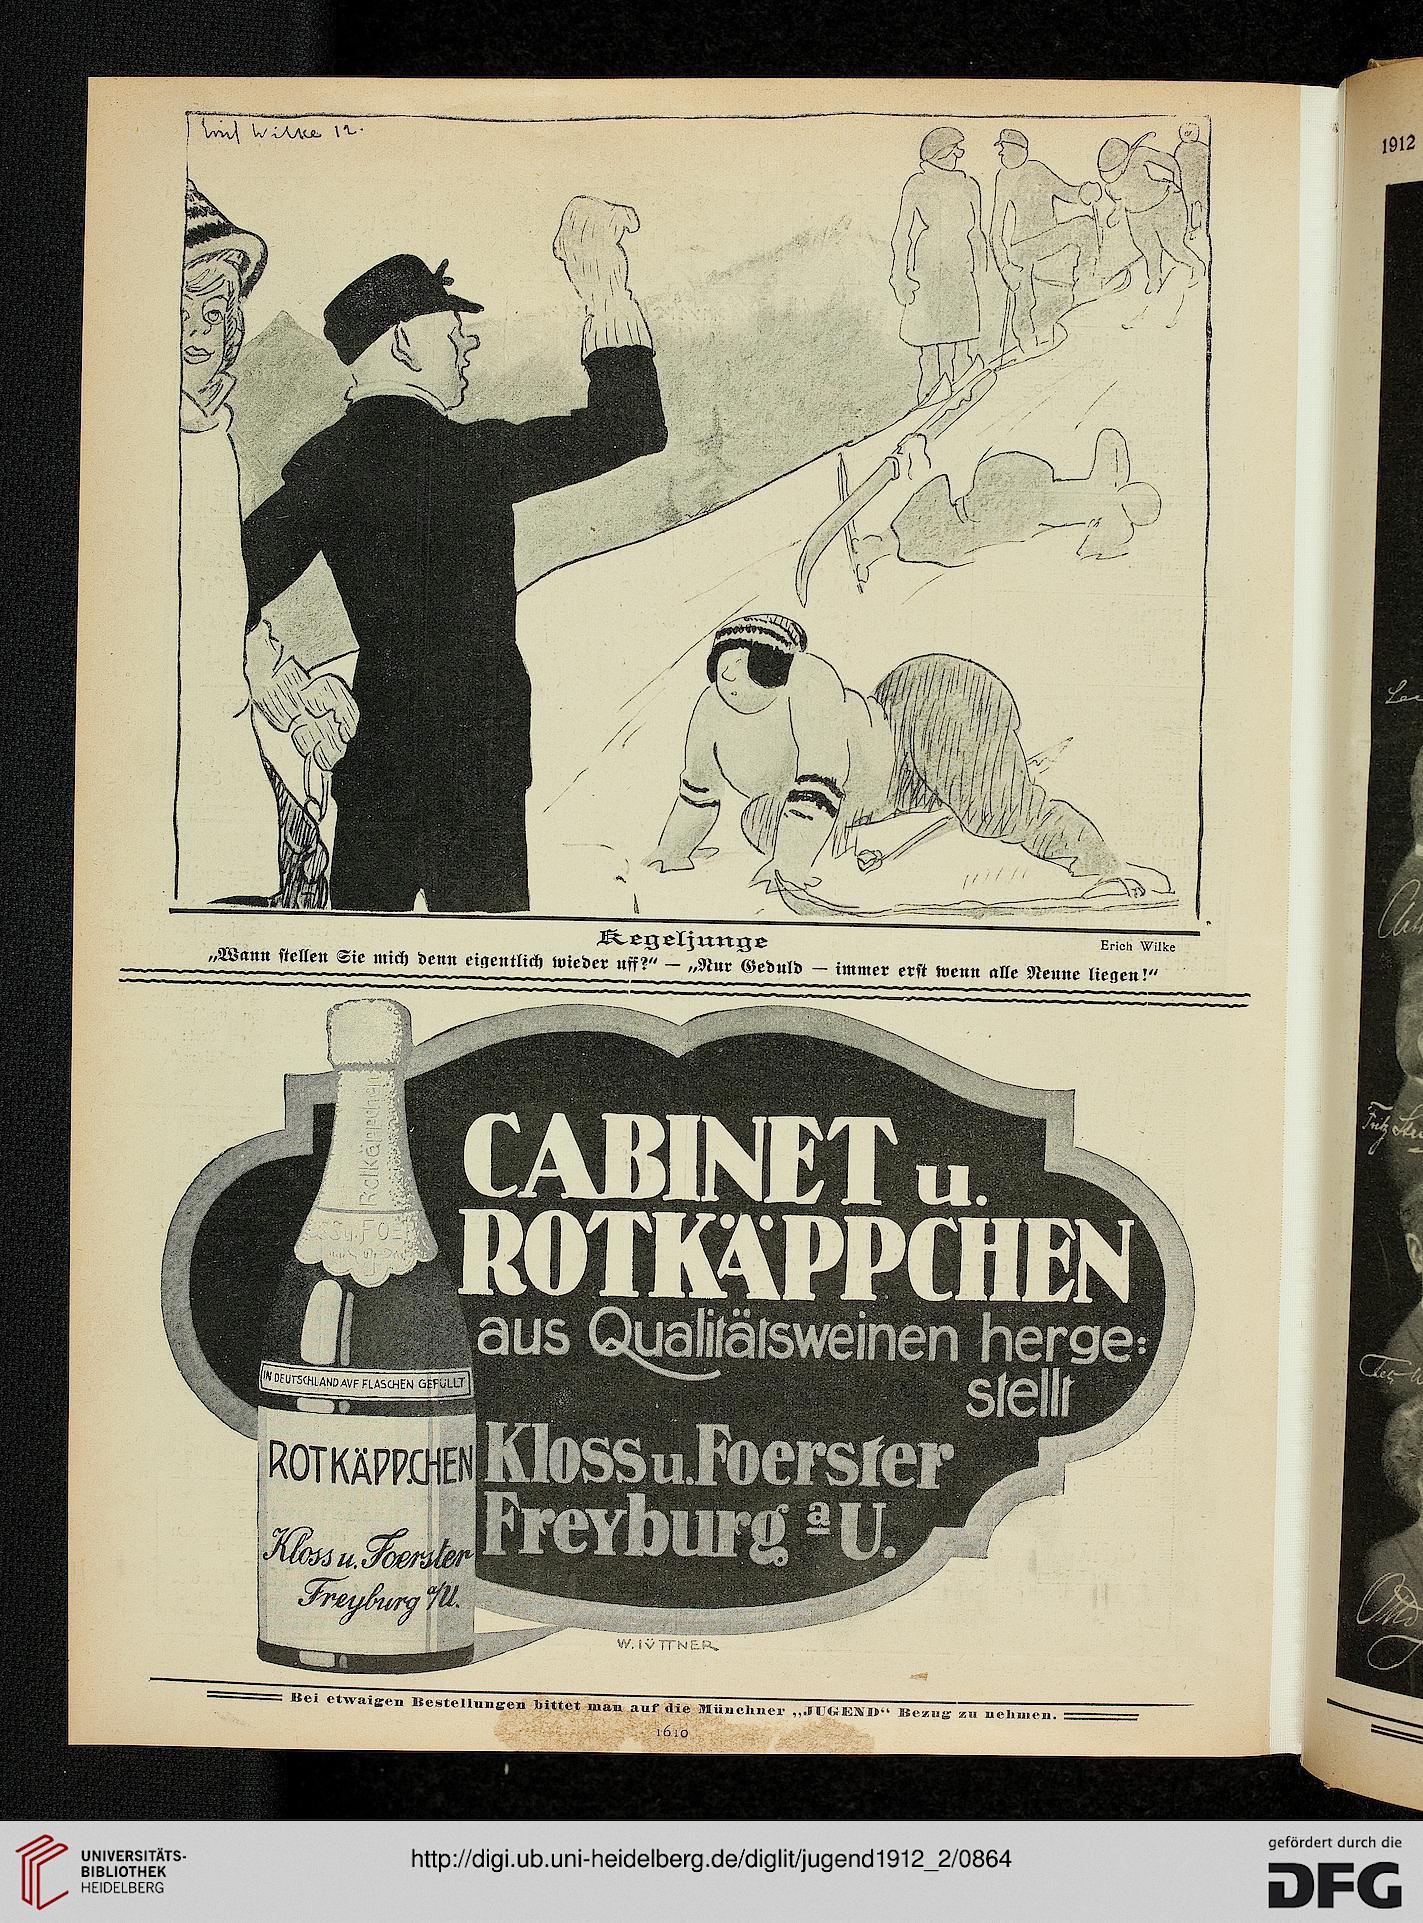 Erich Wilke 12.
1912
Kegeljunge
Erich Wilke
„Wann stellen Sie mich denn eigentlich wieder uff?“ — „Nur Geduld — immer erst wenn alle Neune liegen!“
Rotkäppchen
CABINET u.
ROTKÄPPCHEN
aus Qualitätsweinen herge=
stellt
Kloss u. Foerster
Freyburg a U.
IN DEUTSCHLAND AUF FLASCHEN GEFÜLLT
ROTKÄPPCHEN
Kloss u. Foerster
Freyburg a/U.
W. IÜTTNER
Bei etwaigen Bestellungen bittet man auf die Münchner „JUGEND“ Bezug zu nehmen.
1610
UNIVERSITÄTS-
BIBLIOTHEK
HEIDELBERG
http://digi.ub.uni-heidelberg.de/diglit/jugend1912_2/0864
gefördert durch die
DFG